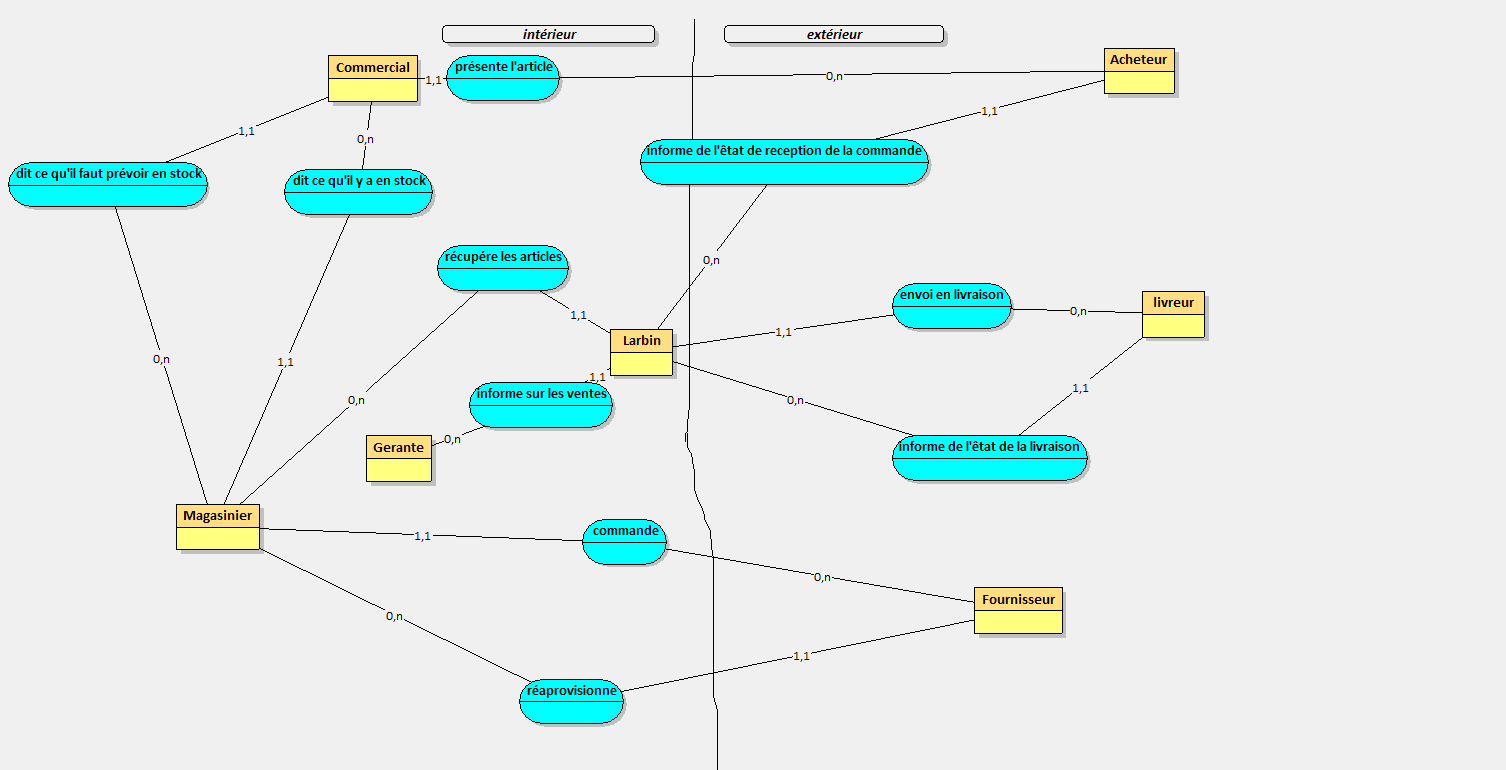 intérieur
extérieur
Commercial
1,1
présente l'article
0,n
Acheteur
1,1
0,n
1,1
informe de l'êtat de reception de la commande
dit ce qu'il faut prévoir en stock
dit ce qu'il y a en stock
récupére les articles
0,n
envoi en livraison
0,n
livreur
1,1
1,1
Larbin
0,n
1,1
1,1
informe sur les ventes
1,1
0,n
0,n
Gerante
0,n
informe de l'êtat de la livraison
Magasinier
1,1
commande
0,n
Fournisseur
0,n
1,1
réaprovisionne